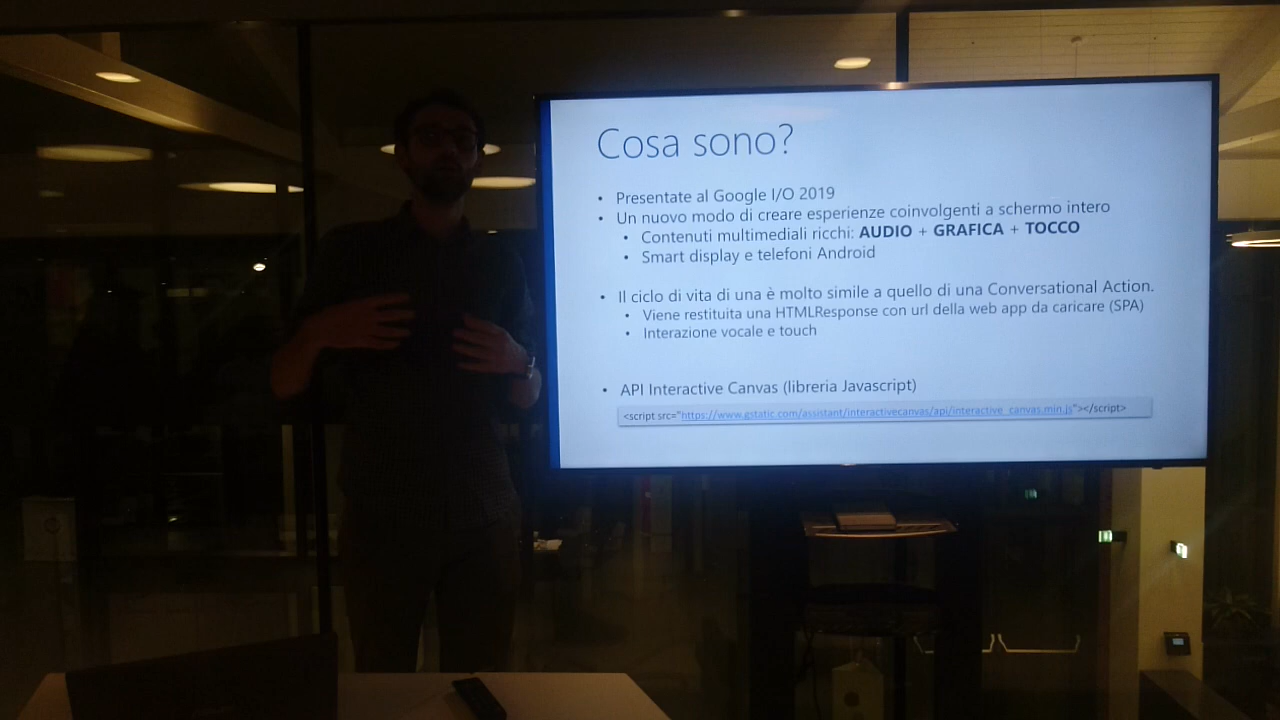 Cosa sono?
• Presentate al Google I/O 2019
• Un nuovo modo di creare esperienze coinvolgenti a schermo intero
• Contenuti multimediali ricchi: AUDIO + GRAFICA + TOCCO
• Smart display e telefoni Android
• Il ciclo di vita di una è molto simile a quello di una Conversational Action.
• Viene restituita una HTMLResponse con url della web app da caricare (SPA)
• Interazione vocale e touch
• API Interactive Canvas (libreria Javascript)
<script src="https://www.gstatic.com/assistant/interactivecanvas/api/interactive_canvas.min.js"></script>